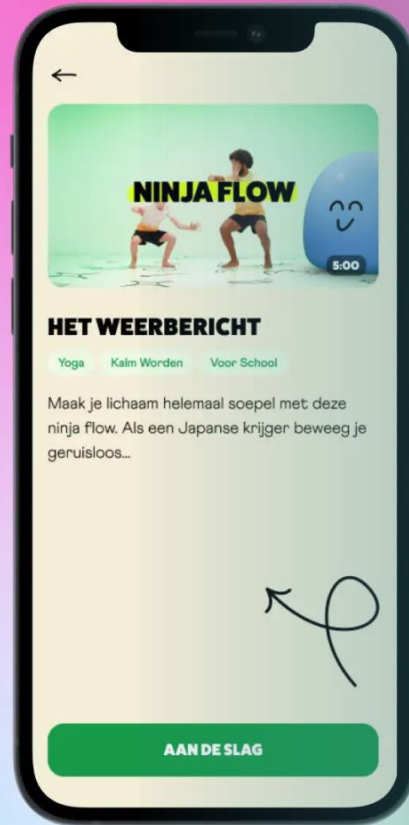 NINJA FLOW
5:00
HET WEERBERICHT
Yoga Kalm Worden Voor School
Maak je lichaam helemaal soepel met deze
ninja flow. Als een Japanse krijger beweeg je
geruisloos...
AAN DE SLAG